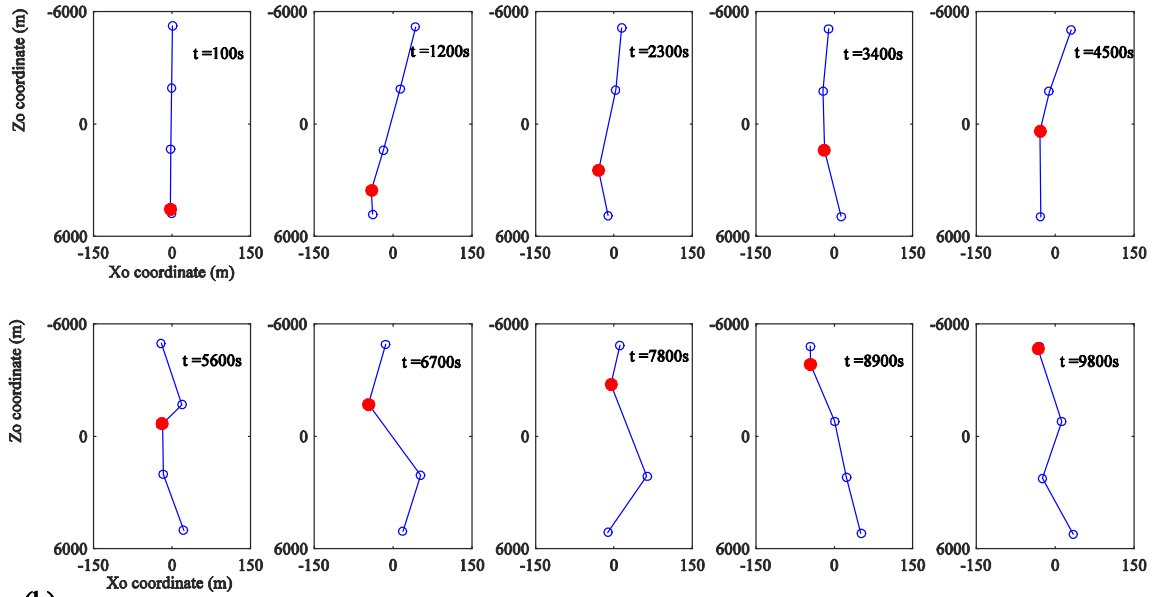 -6000 -6000 -6000 -6000 -6000
t =100s t =1200s t =2300s t =3400s t =4500s
Zo coordinate (m)
0 0 0 0 0
6000 6000 6000 6000 6000
-150 0 150 -150 0 150 -150 0 150 -150 0 150 -150 0 150
Xo coordinate (m)
-6000 -6000 -6000 -6000 -6000
t =5600s t =6700s t =7800s t =8900s t =9800s
Zo coordinate (m)
0 0 0 0 0
6000 6000 6000 6000 6000
-150 0 150 -150 0 150 -150 0 150 -150 0 150 -150 0 150
Xo coordinate (m)